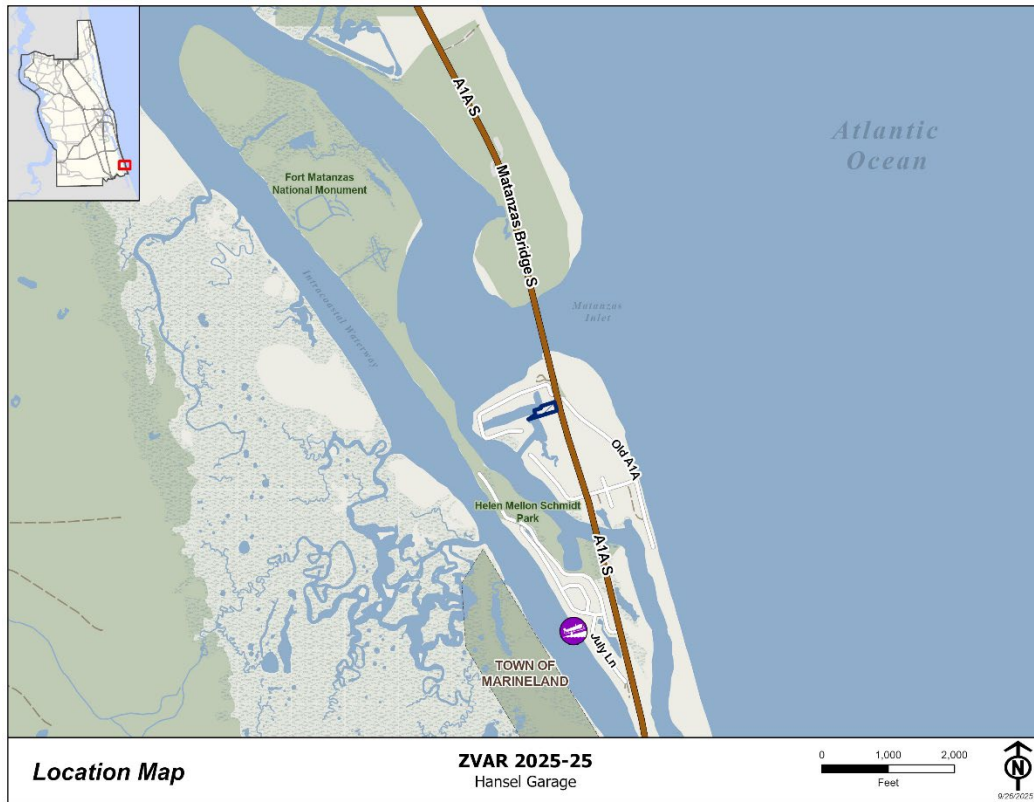 A1A S
Atlantic
Ocean
Fort Matanzas
National Monument
Matanzas Bridge S
Intracoastal Waterway
Matanzas
Inlet
Old A1A
Helen Mellon Schmidt
Park
A1A S
July Ln
TOWN OF
MARINELAND
Location Map
ZVAR 2025-25
Hansel Garage
0 1,000 2,000
Feet
N